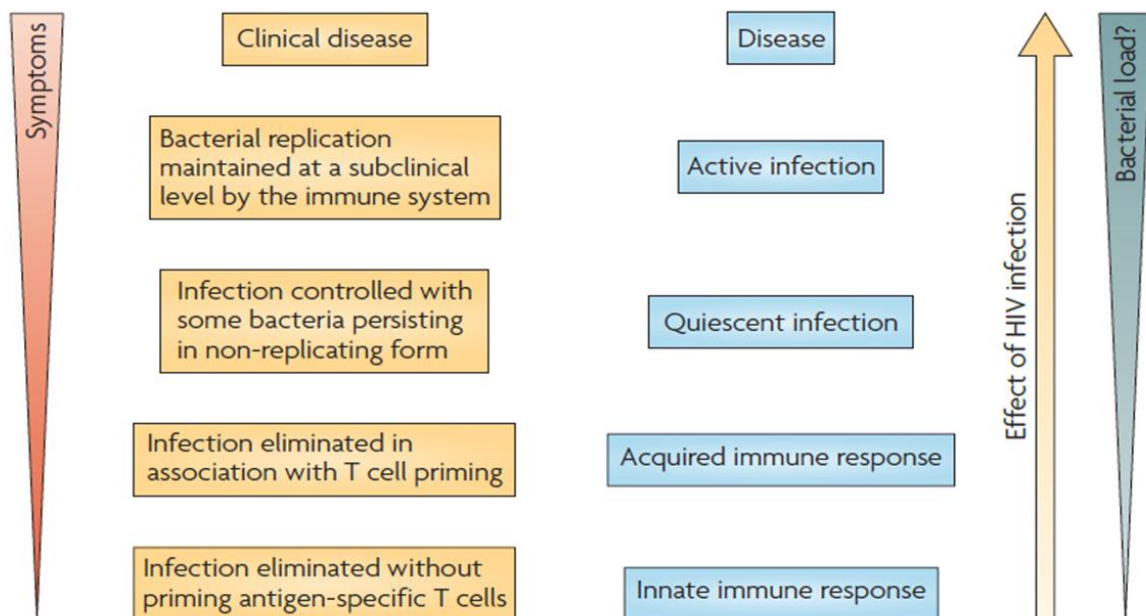 Symptoms
Clinical disease
Disease
Bacterial replication
maintained at a subclinical
level by the immune system
Active infection
Infection controlled with
some bacteria persisting
in non-replicating form
Quiescent infection
Infection eliminated in
association with T cell priming
Acquired immune response
Infection eliminated without
priming antigen-specific T cells
Innate immune response
Effect of HIV infection
Bacterial load?